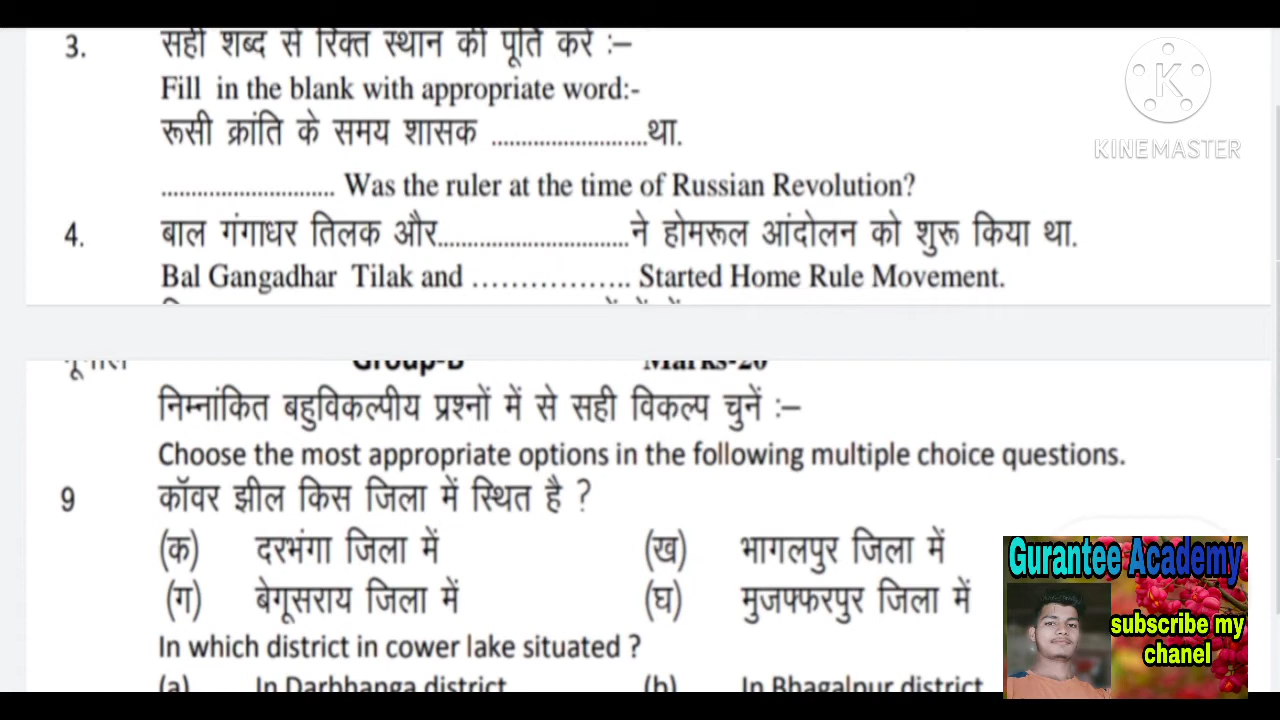 3. सही शब्द से रिक्त स्थान की पूर्ति करें :–
Fill in the blank with appropriate word:-
रूसी क्रांति के समय शासक ..........................था.
............................ Was the ruler at the time of Russian Revolution?
4. बाल गंगाधर तिलक और................................ने होमरूल आंदोलन को शुरू किया था.
Bal Gangadhar Tilak and ……………….. Started Home Rule Movement.
Group-B Marks-20
निम्नांकित बहुविकल्पीय प्रश्नों में से सही विकल्प चुनें :–
Choose the most appropriate options in the following multiple choice questions.
9 कॉवर झील किस जिला में स्थित है ?
(क) दरभंगा जिला में (ख) भागलपुर जिला में
(ग) बेगूसराय जिला में (घ) मुजफ्फरपुर जिला में
In which district in cower lake situated ?
(a) In Darbhanga district (b) In Bhagalpur district
KINEMASTER
Gurantee Academy
subscribe my
chanel